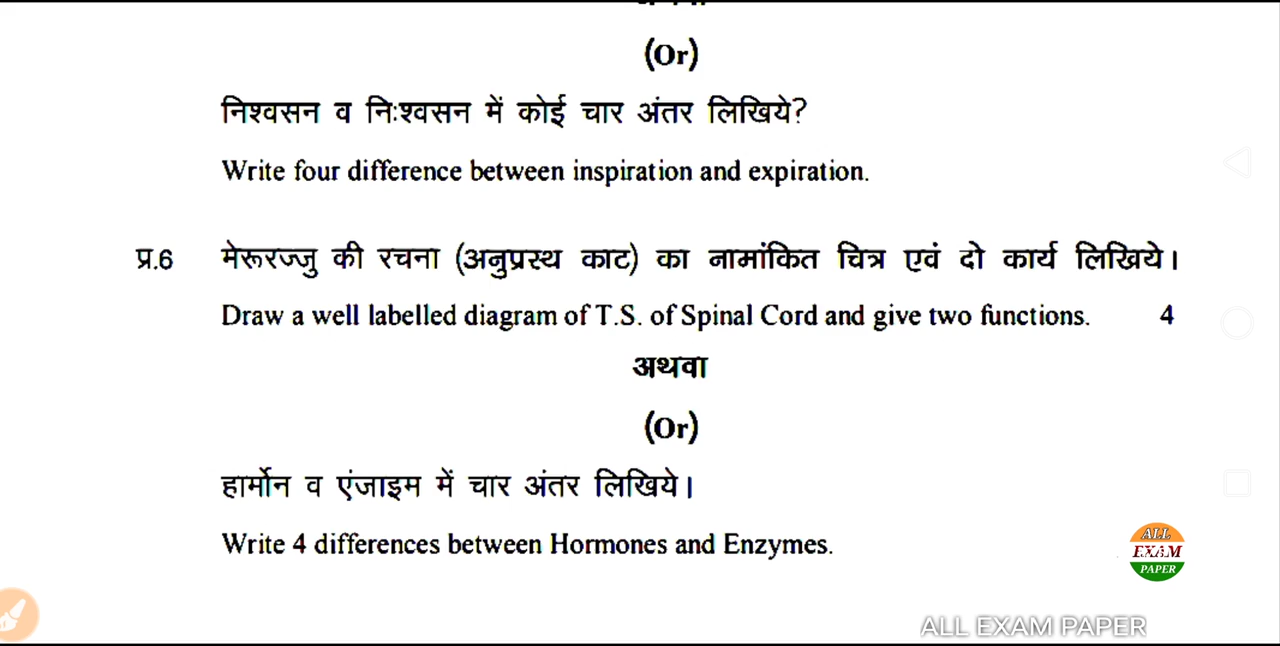 (Or)
निश्वसन व निःश्वसन में कोई चार अंतर लिखिये?
Write four difference between inspiration and expiration.
प्र.6 मेरूरज्जु की रचना (अनुप्रस्थ काट) का नामांकित चित्र एवं दो कार्य लिखिये।
Draw a well labelled diagram of T.S. of Spinal Cord and give two functions. 4
अथवा
(Or)
हार्मोन व एंजाइम में चार अंतर लिखिये।
Write 4 differences between Hormones and Enzymes.
ALL
EXAM
PAPER
ALL EXAM PAPER